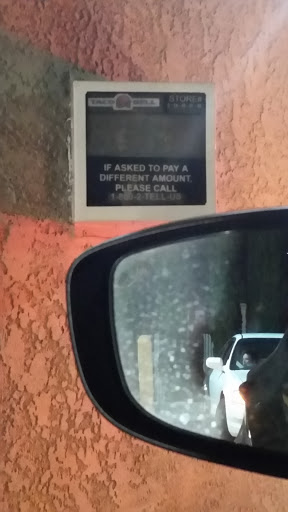 TACO BELL
STORE#
IF ASKED TO PAY A
DIFFERENT AMOUNT,
PLEASE CALL
1-800-2-TELL-US